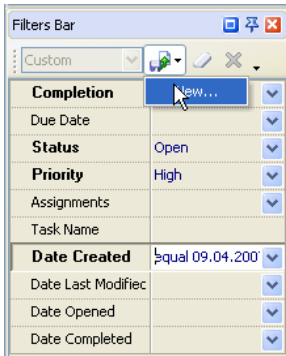 Filters Bar
Custom
New...
Completion
Due Date
Status Open
Priority High
Assignments
Task Name
Date Created equal 09.04.200
Date Last Modified
Date Opened
Date Completed